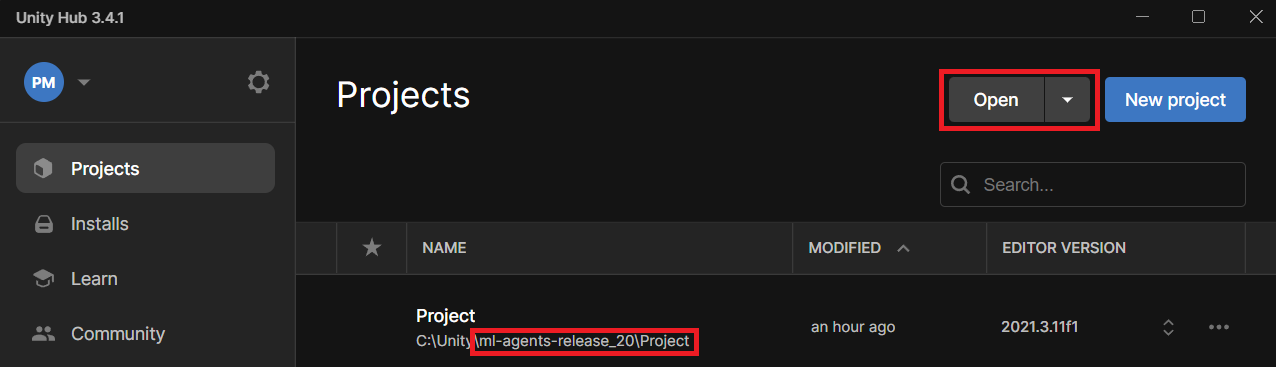 Unity Hub 3.4.1
PM
Projects
Installs
Learn
Community
Projects
Open
New project
Search...
NAME MODIFIED EDITOR VERSION
Project
C:\Unity\ml-agents-release_20\Project
an hour ago
2021.3.11f1